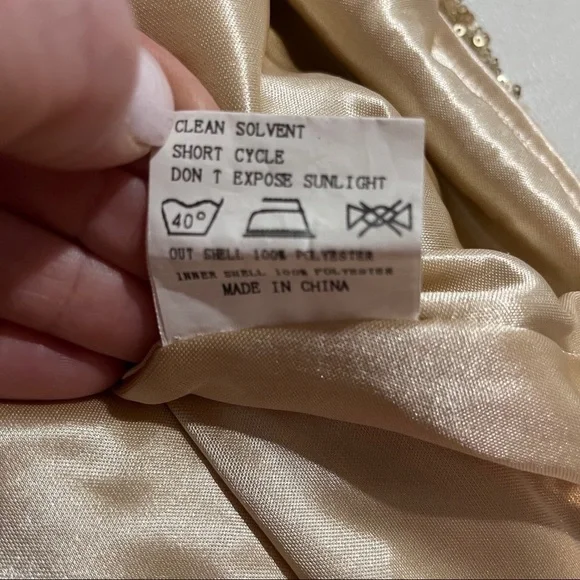 CLEAN SOLVENT
SHORT CYCLE
DON T EXPOSE SUNLIGHT
40°
OUT SHELL 100% POLYESTER
INNER SHELL 100% POLYESTER
MADE IN CHINA